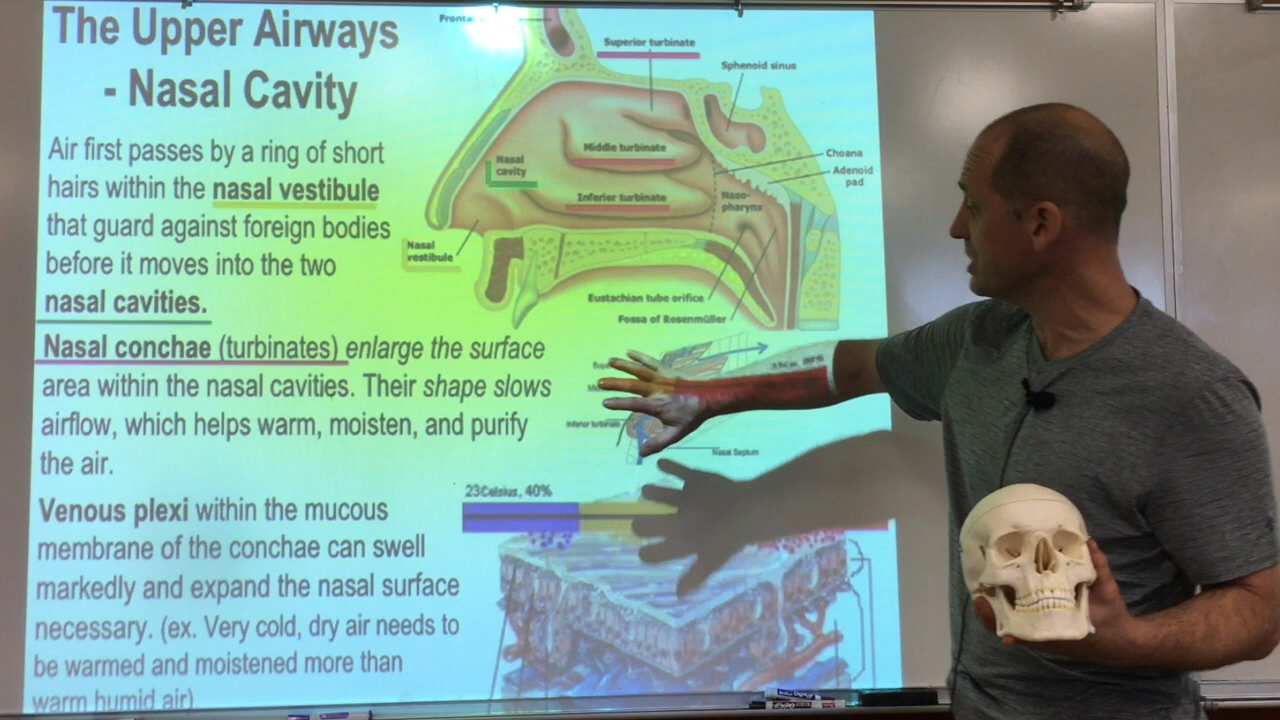 The Upper Airways
- Nasal Cavity
Air first passes by a ring of short
hairs within the nasal vestibule
that guard against foreign bodies
before it moves into the two
nasal cavities.
Nasal conchae (turbinates) enlarge the surface
area within the nasal cavities. Their shape slows
airflow, which helps warm, moisten, and purify
the air.
Venous plexi within the mucous
membrane of the conchae can swell
markedly and expand the nasal surface
necessary. (ex. Very cold, dry air needs to
be warmed and moistened more than
warm humid air)
Superior turbinate
Sphenoid sinus
Middle turbinate
Choana
Nasal
cavity
Adenoid
pad
Inferior turbinate
Naso-
pharynx
Nasal
vestibule
Eustachian tube orifice
Fossa of Rosenmüller
Inferior turbinate
Nasal Septum
23Celsius, 40%